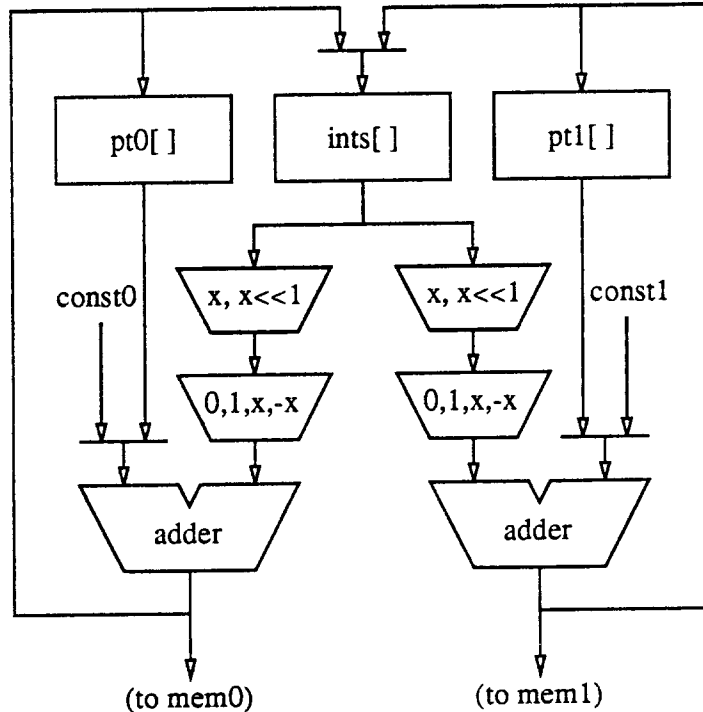 pt0[ ]
ints[ ]
pt1[ ]
x, x<<1
x, x<<1
const0
const1
0,1,x,-x
0,1,x,-x
adder
adder
(to mem0)
(to mem1)